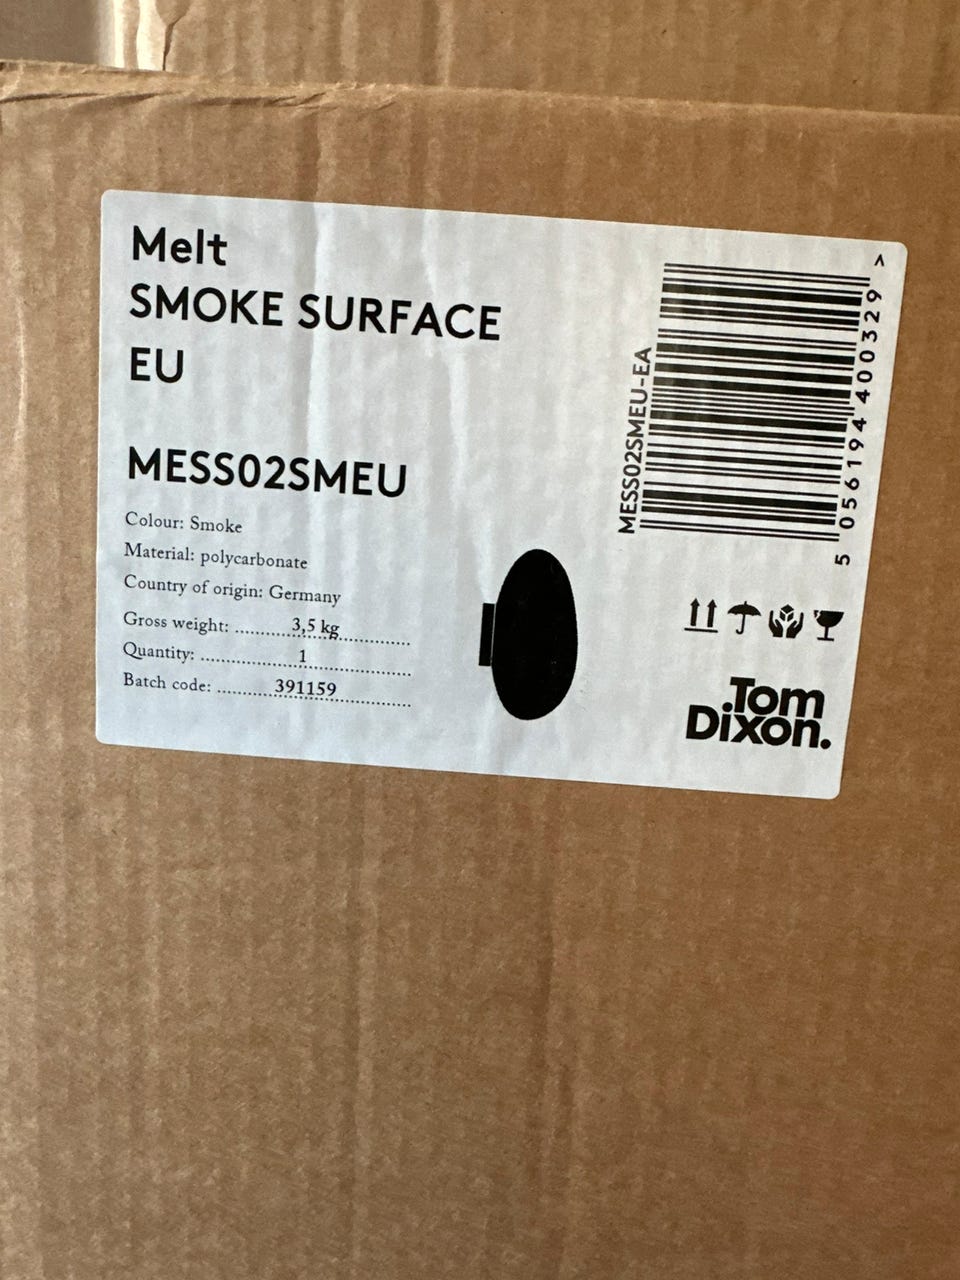 Melt
SMOKE SURFACE
EU
MESS02SMEU
Colour: Smoke
Material: polycarbonate
Country of origin: Germany
Gross weight: ..........3,5 kg..............
Quantity: ..................1...................
Batch code: ..........391159..............
MESS02SMEU-EA
5 056194 400329 >
Tom
Dixon.